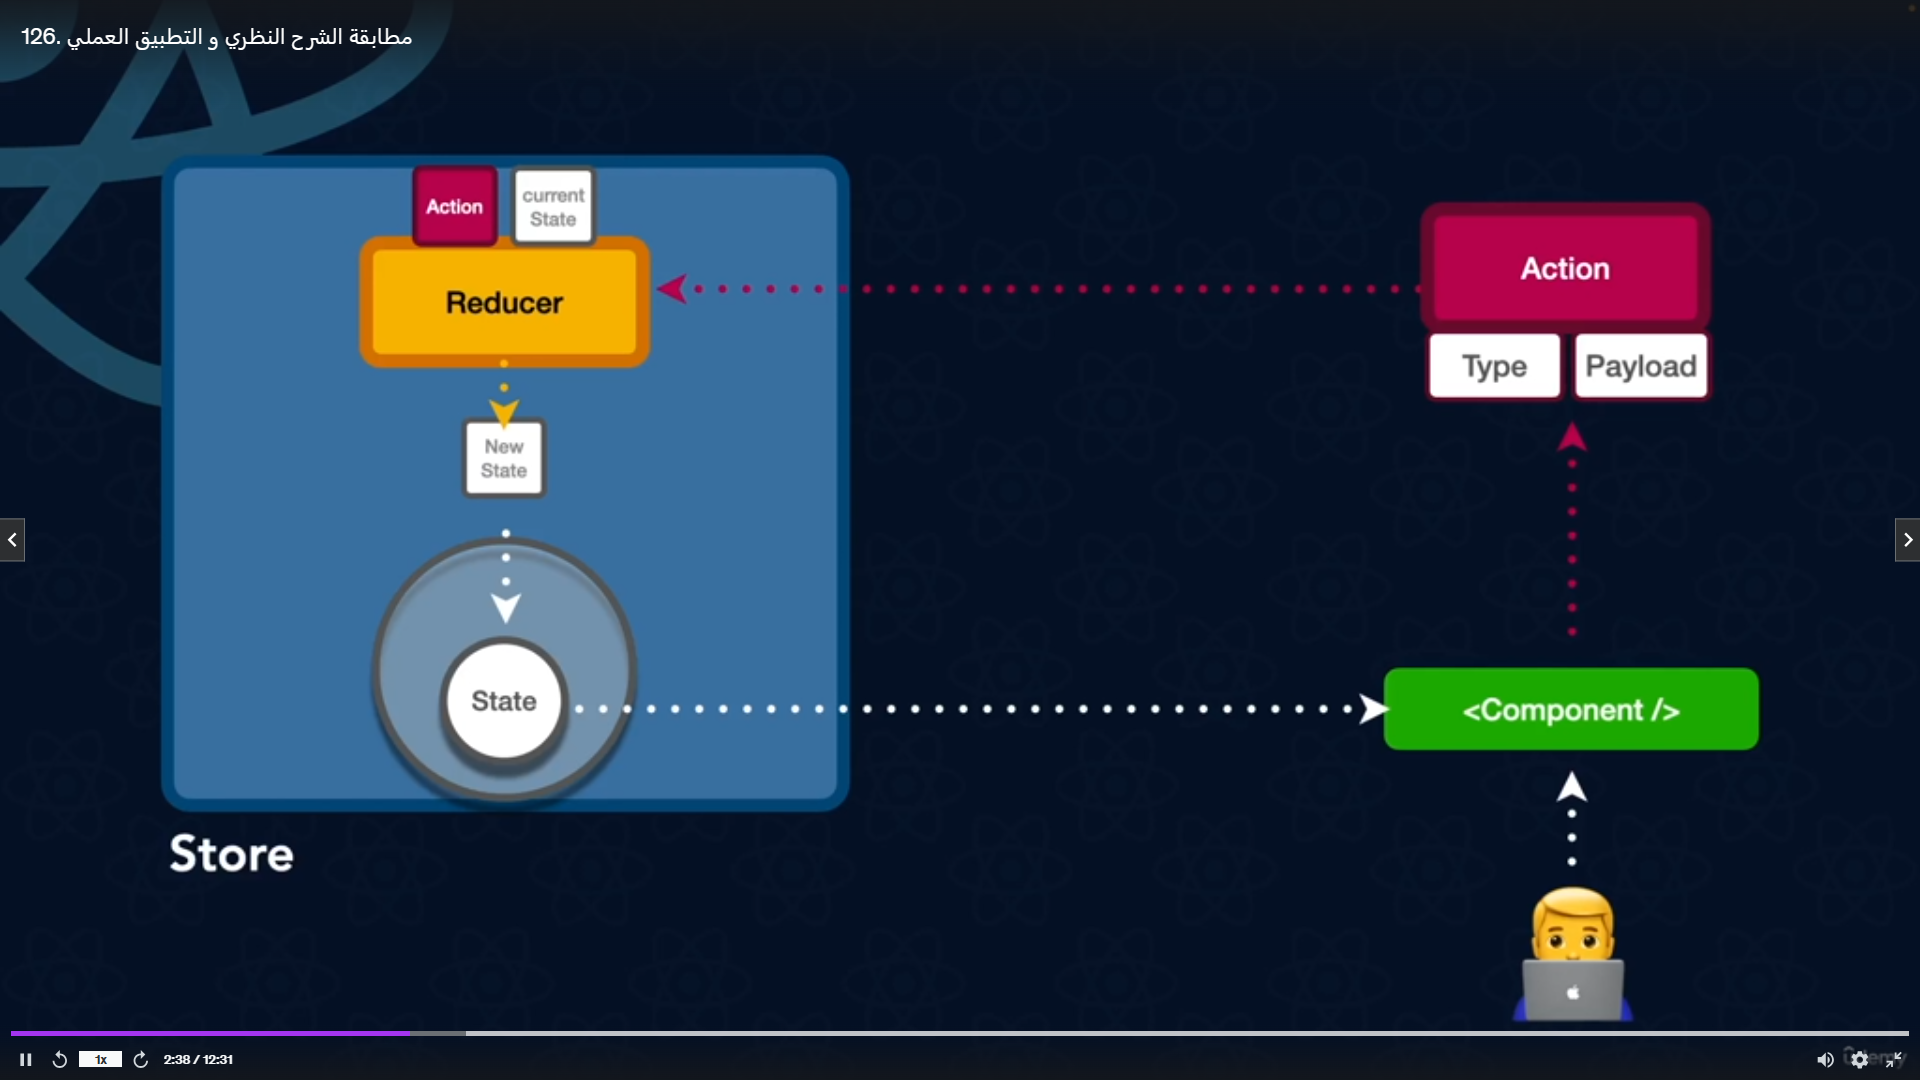 126. مطابقة الشرح النظري و التطبيق العملي
Action
current
State
Reducer
Action
Type
Payload
New
State
State
<Component />
Store
1x
2:38 / 12:31
ûdemy